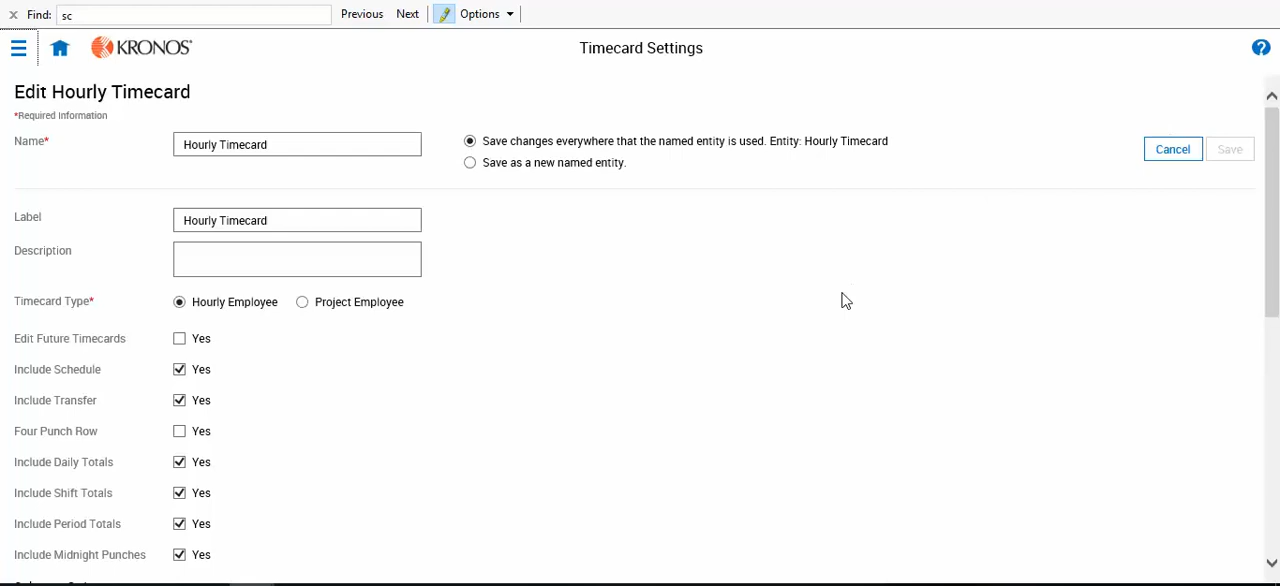 Find: sc Previous Next Options
KRONOS Timecard Settings
Edit Hourly Timecard
*Required Information
Name* Hourly Timecard Save changes everywhere that the named entity is used. Entity: Hourly Timecard Cancel Save
Save as a new named entity.
Label Hourly Timecard
Description
Timecard Type* Hourly Employee Project Employee
Edit Future Timecards Yes
Include Schedule Yes
Include Transfer Yes
Four Punch Row Yes
Include Daily Totals Yes
Include Shift Totals Yes
Include Period Totals Yes
Include Midnight Punches Yes